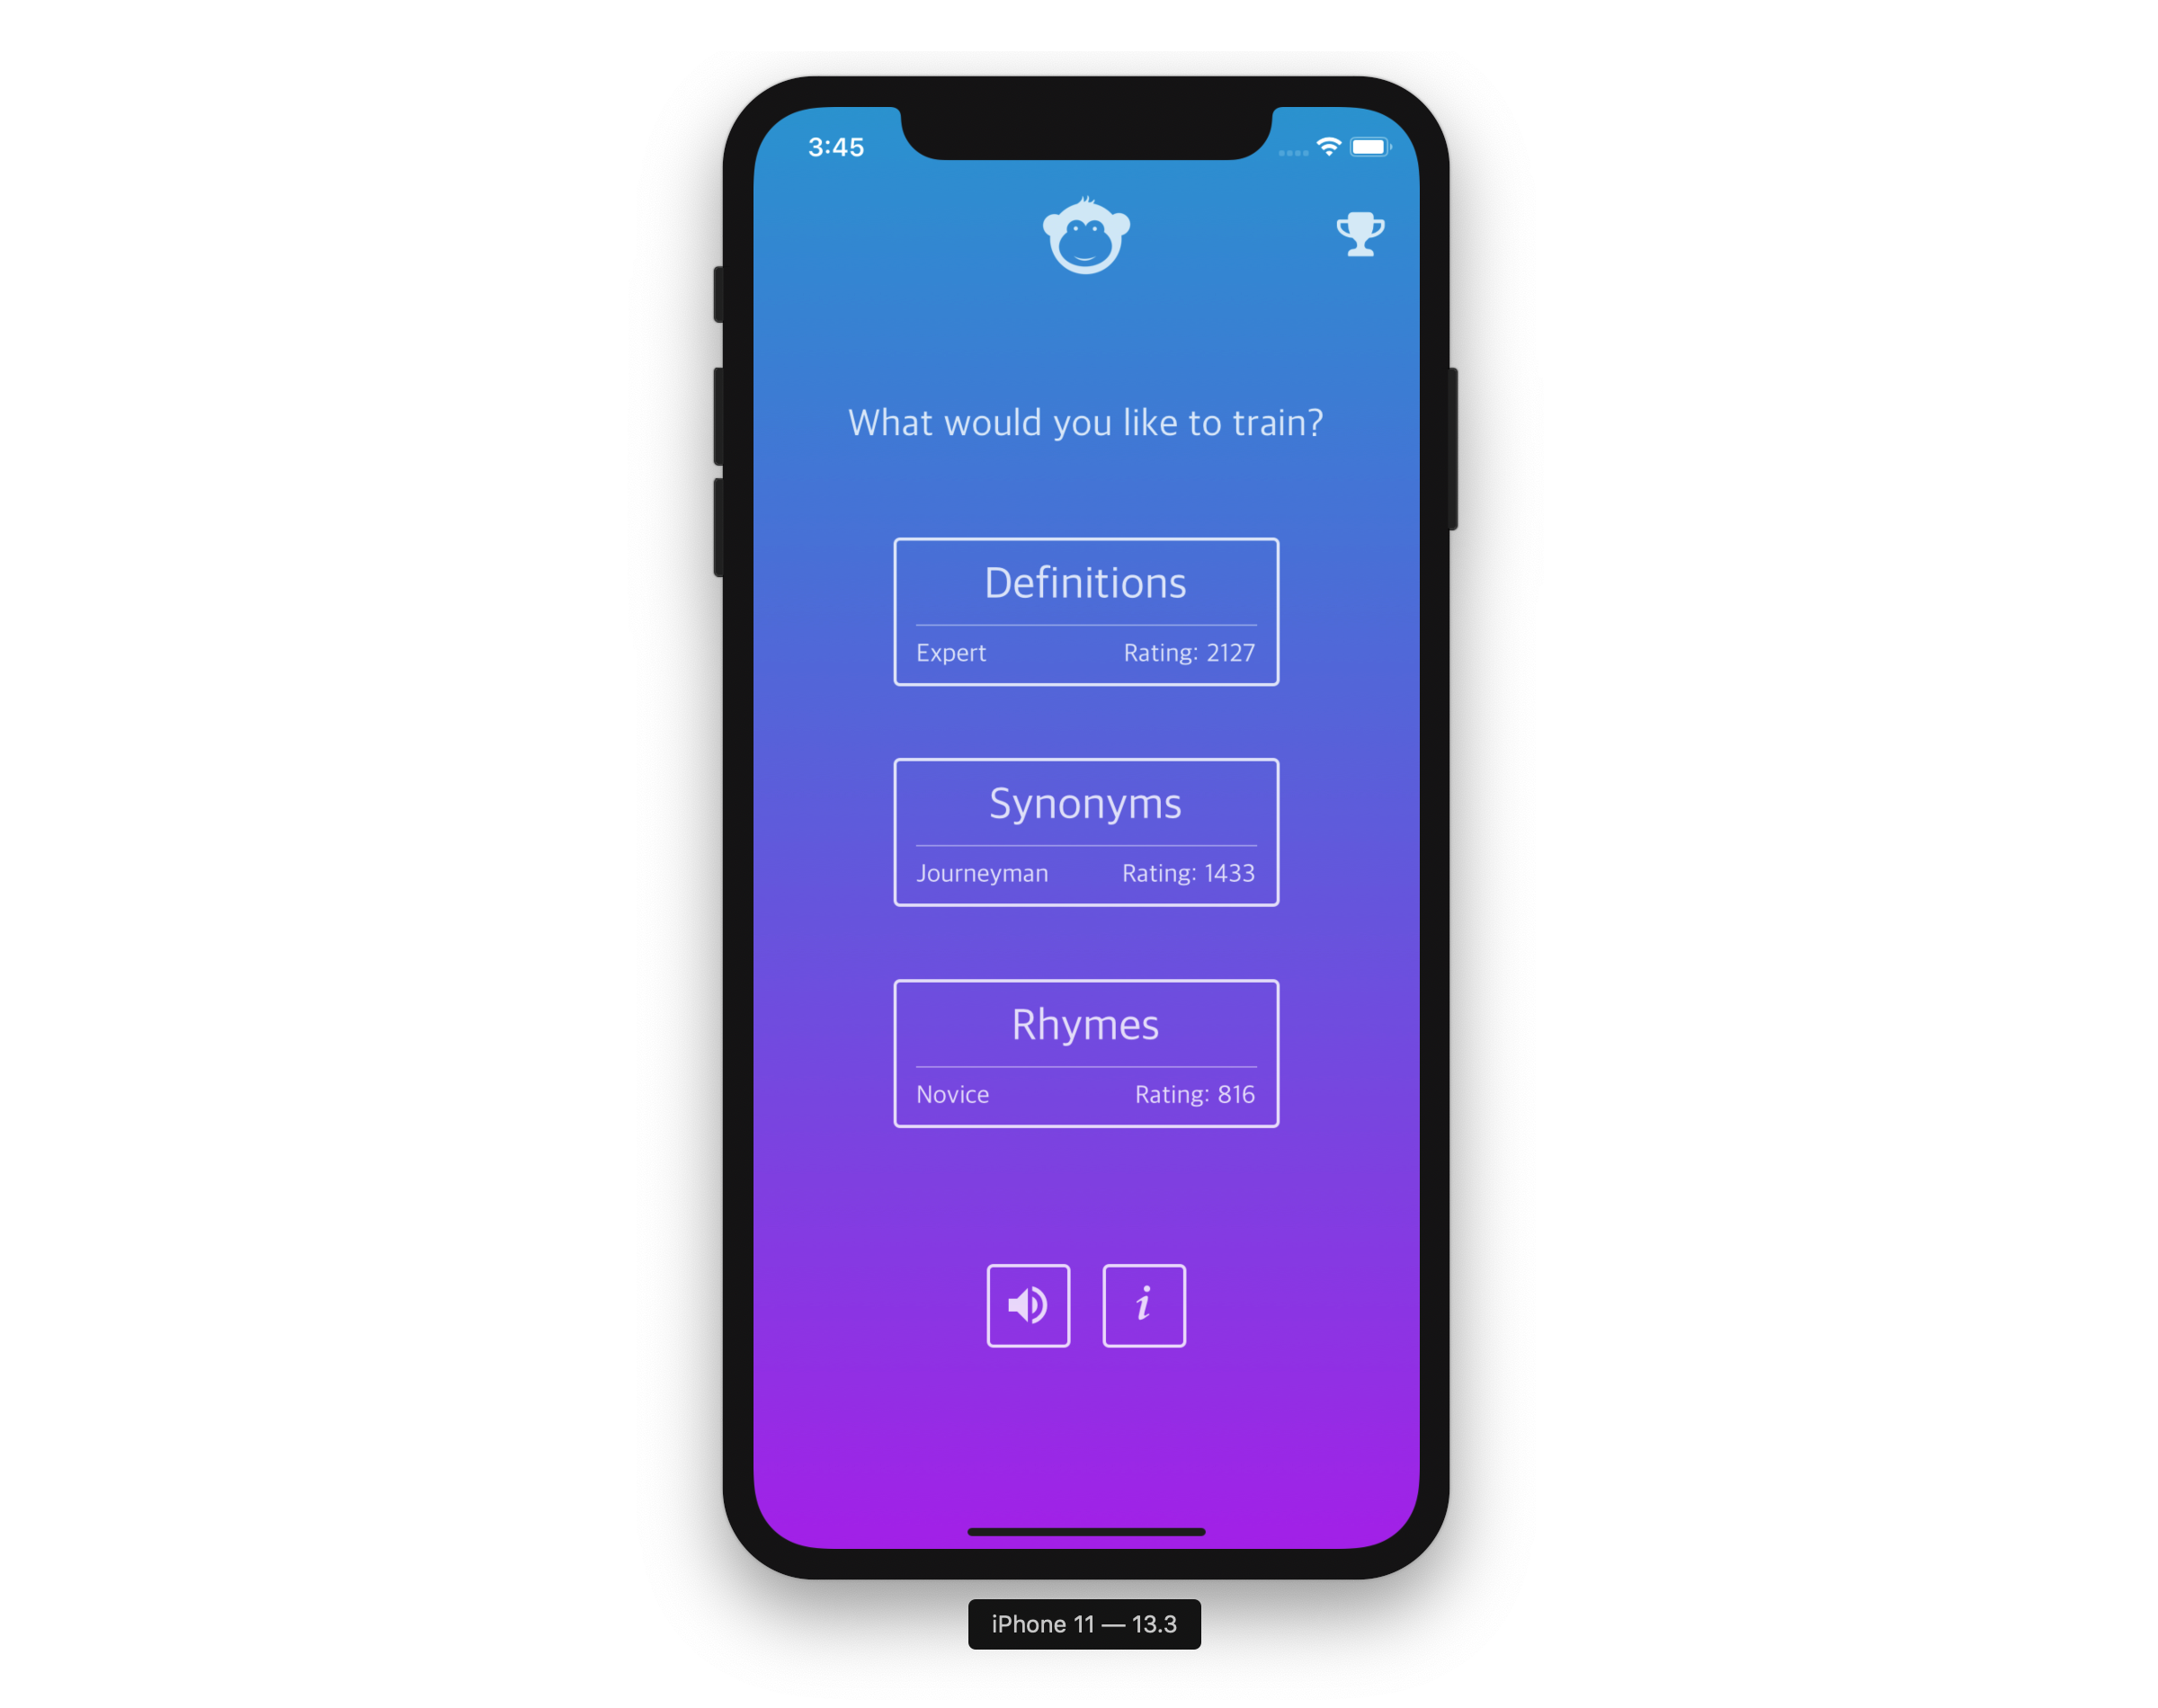 3:45
What would you like to train?
Definitions
Expert Rating: 2127
Synonyms
Journeyman Rating: 1433
Rhymes
Novice Rating: 816
i
iPhone 11 — 13.3